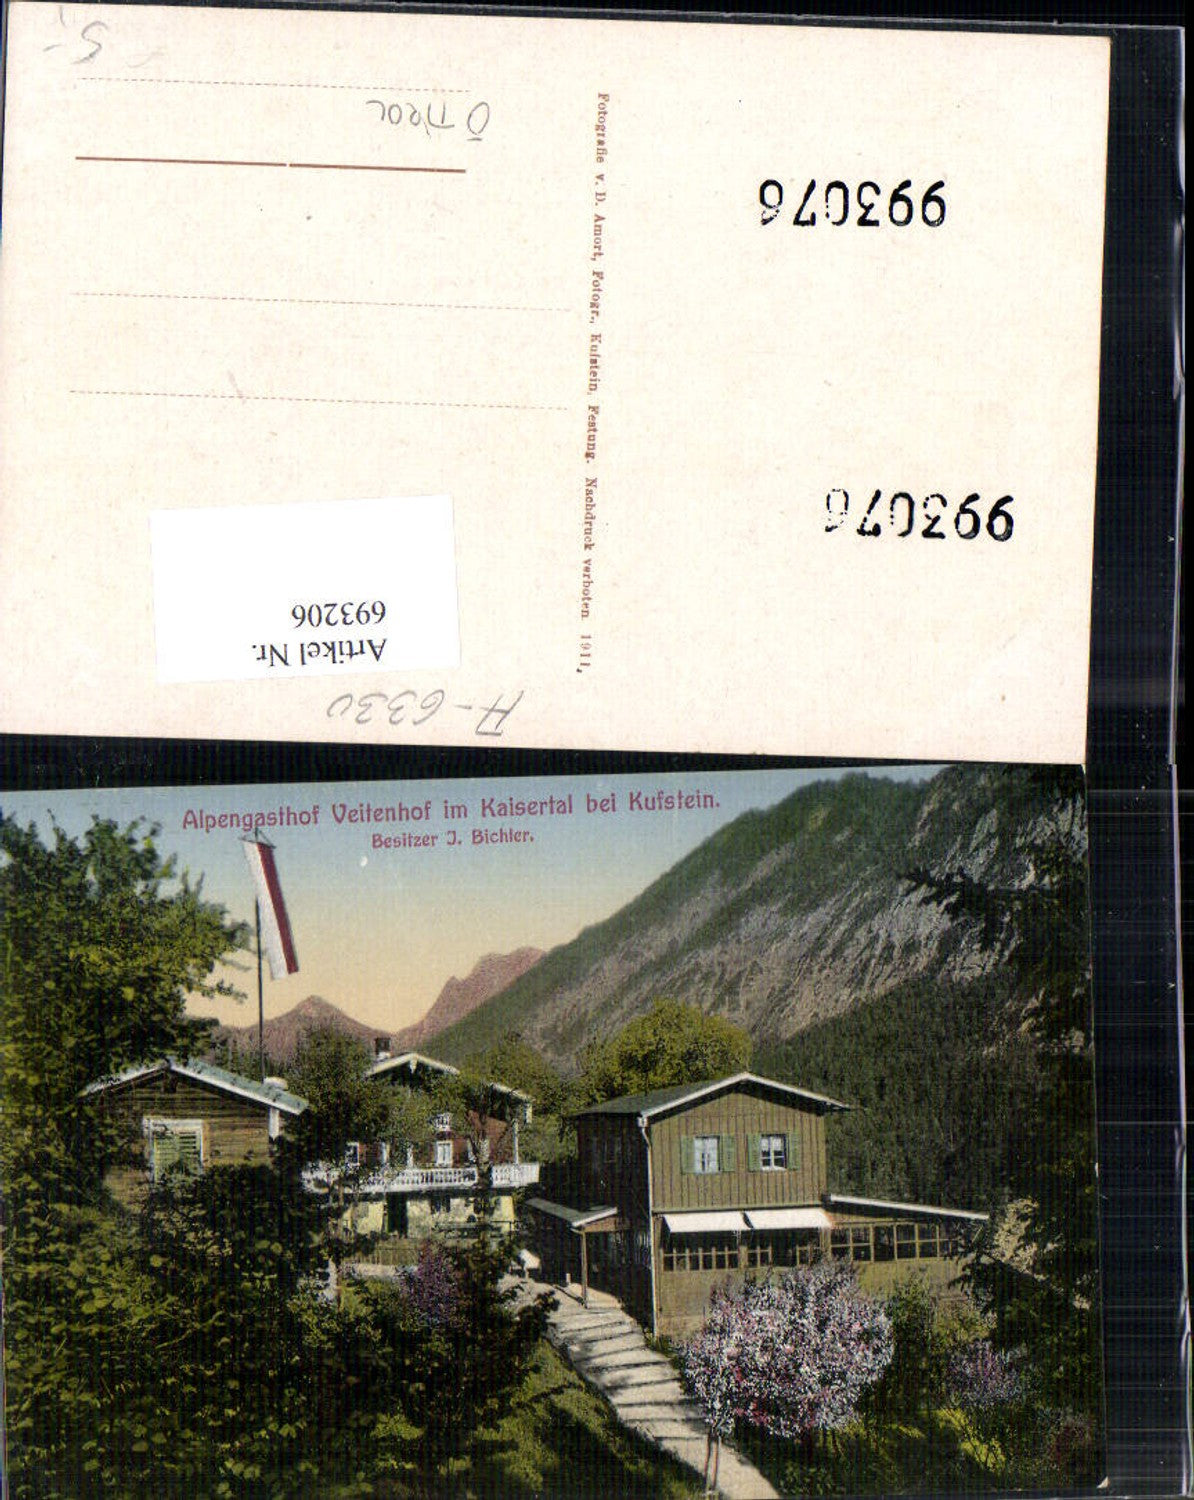 5,-
Ö TIROL
Fotografie v. D. Amort, Fotogr., Kufstein, Festung. Nachdruck verboten 1911,
993076
993076
Artikel Nr.
693206
A-6330
Alpengasthof Veitenhof im Kaisertal bei Kufstein.
Besitzer J. Bichler.